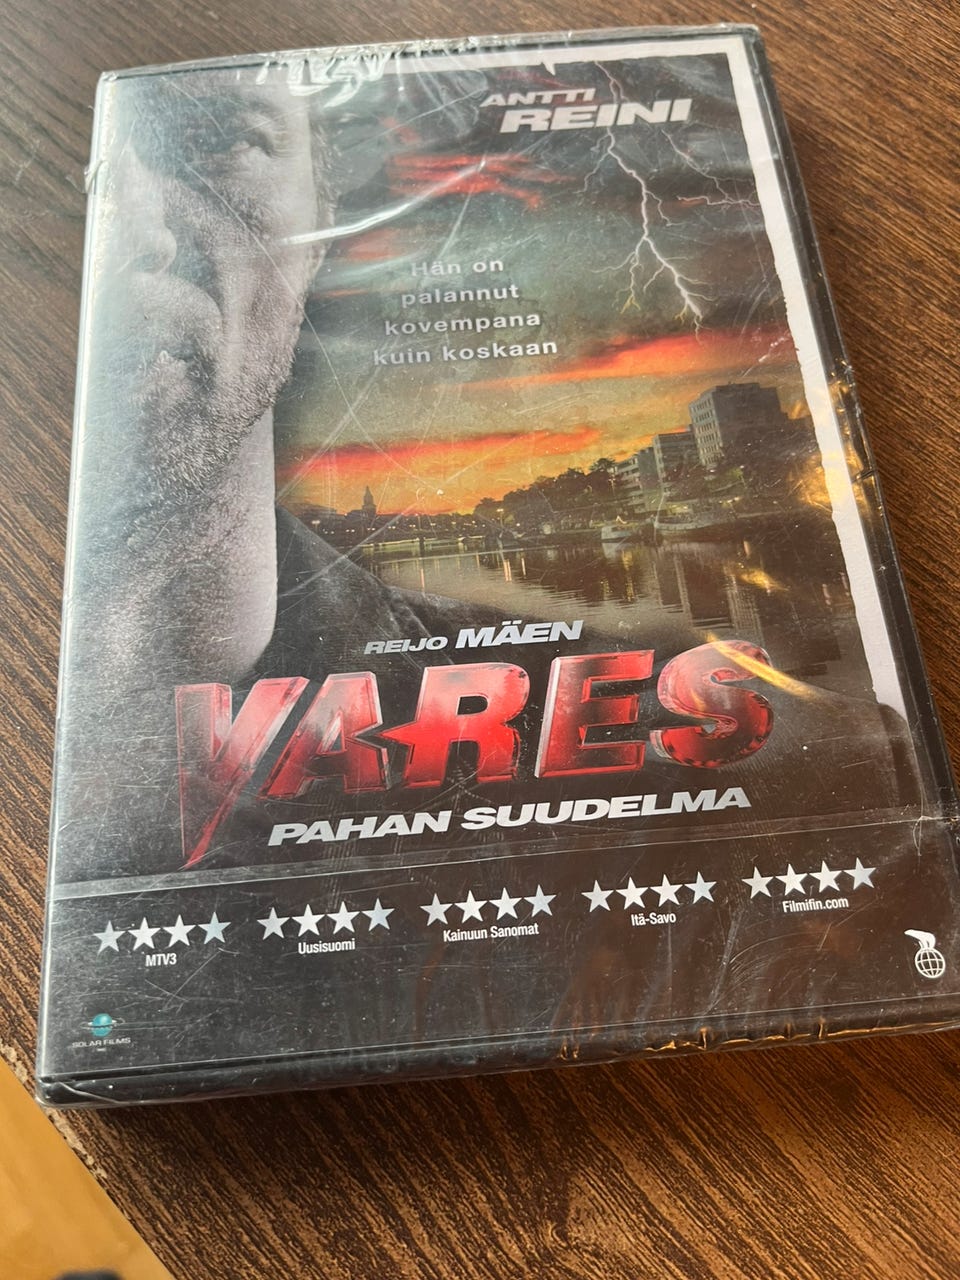 ANTTI
REINI
Hän on
palannut
kovempana
kuin koskaan
REIJO MÄEN
VARES
PAHAN SUUDELMA
MTV3
Uusisuomi
Kainuun Sanomat
Itä-Savo
Filmifin.com
SOLAR FILMS